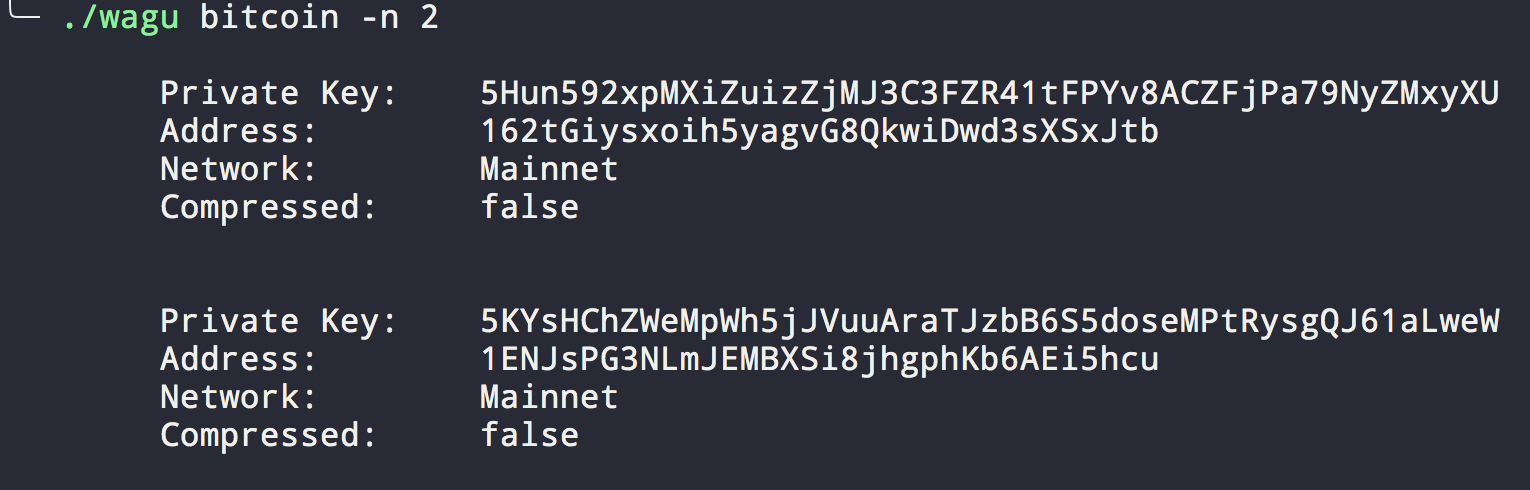 ./wagu bitcoin -n 2
Private Key: 5Hun592xpMXiZuizZjMJ3C3FZR41tFPYv8ACZFjPa79NyZMxyXU
Address: 162tGiysxoih5yagvG8QkwiDwd3sXSxJtb
Network: Mainnet
Compressed: false
Private Key: 5KYsHChZWeMpWh5jJVuuAraTJzbB6S5doseMPtRysgQJ61aLweW
Address: 1ENJsPG3NLmJEMBXSi8jhgphKb6AEi5hcu
Network: Mainnet
Compressed: false